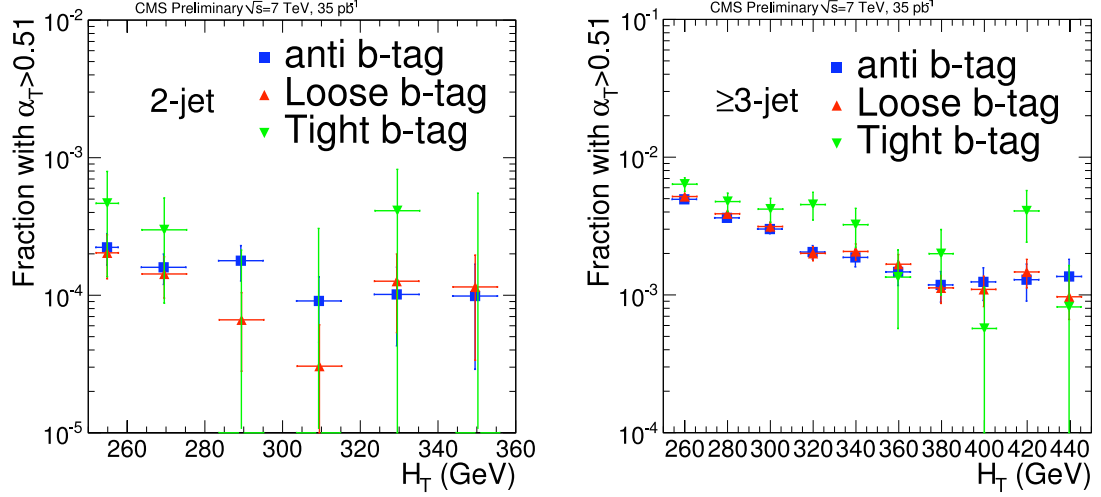 CMS Preliminary √s=7 TeV, 35 pb⁻¹
Fraction with α_T>0.51
10⁻²
10⁻³
10⁻⁴
10⁻⁵
2-jet
anti b-tag
Loose b-tag
Tight b-tag
260 280 300 320 340 360
H_T (GeV)
CMS Preliminary √s=7 TeV, 35 pb⁻¹
Fraction with α_T>0.51
10⁻¹
10⁻²
10⁻³
10⁻⁴
≥3-jet
anti b-tag
Loose b-tag
Tight b-tag
260 280 300 320 340 360 380 400 420 440
H_T (GeV)